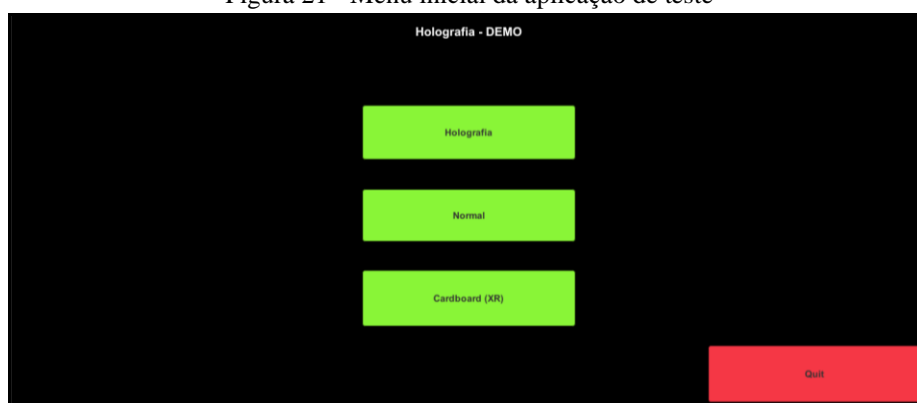 Figura 21 - Menu inicial da aplicação de teste
Holografia - DEMO
Holografia
Normal
Cardboard (XR)
Quit